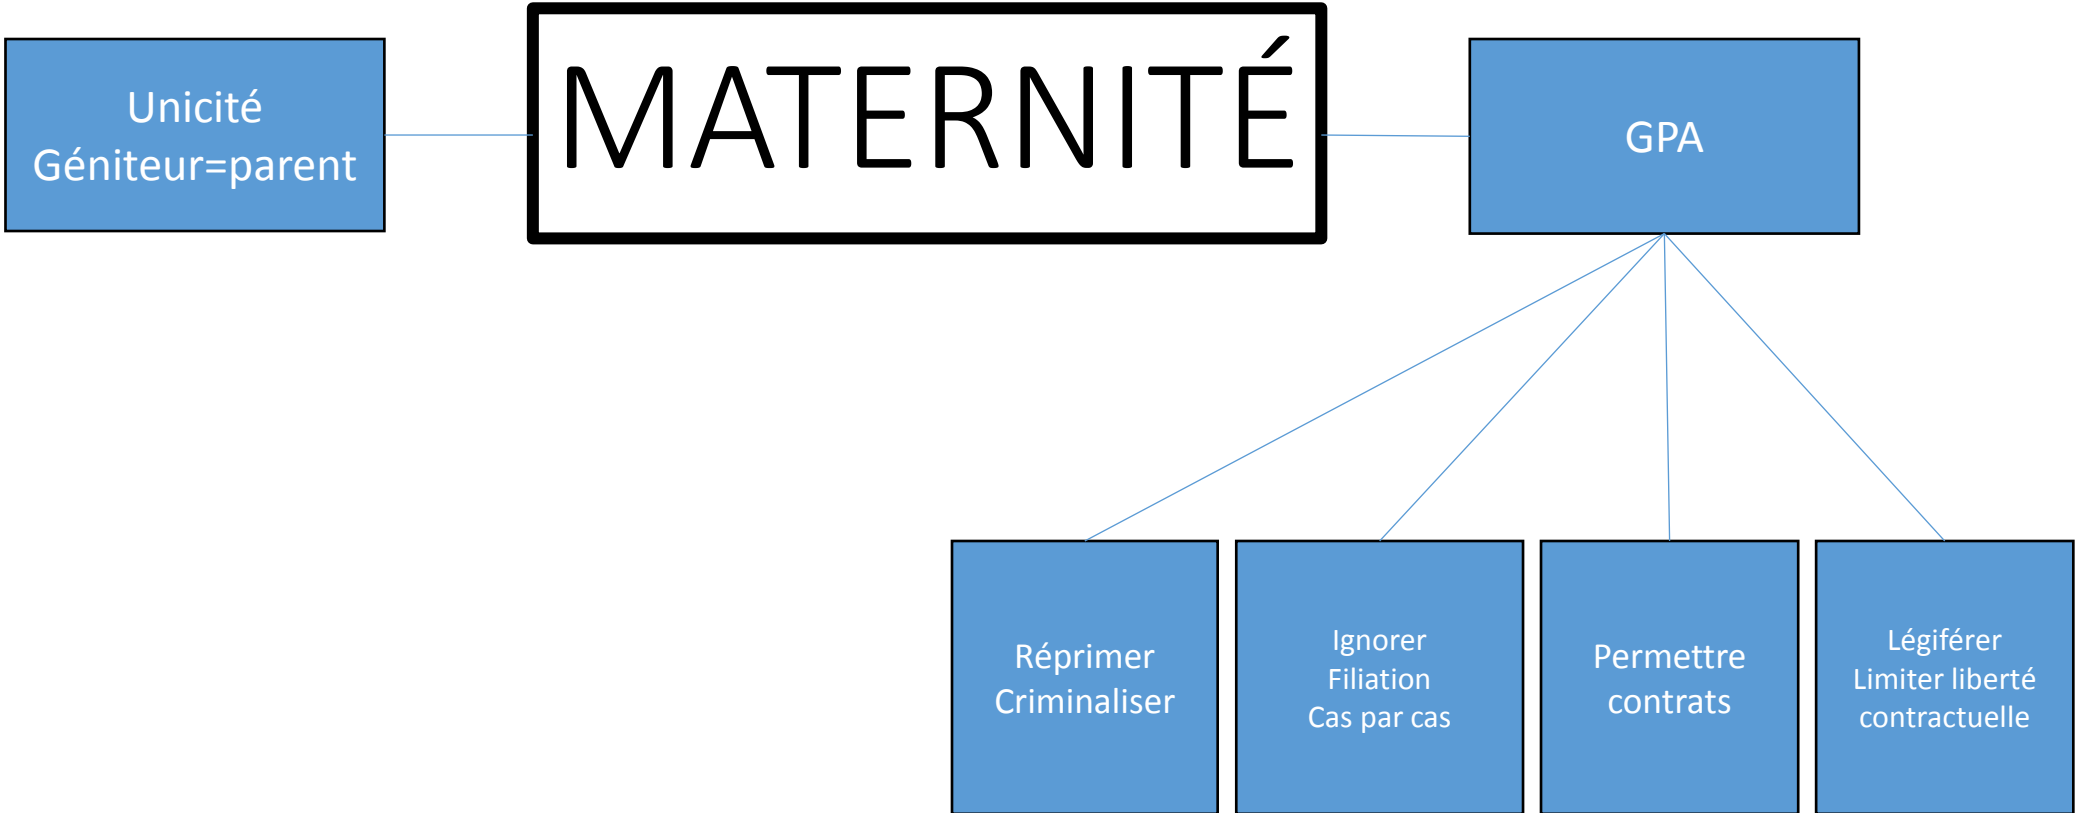 Unicité
Géniteur=parent
MATERNITÉ
GPA
Réprimer
Criminaliser
Ignorer
Filiation
Cas par cas
Permettre
contrats
Légiférer
Limiter liberté
contractuelle